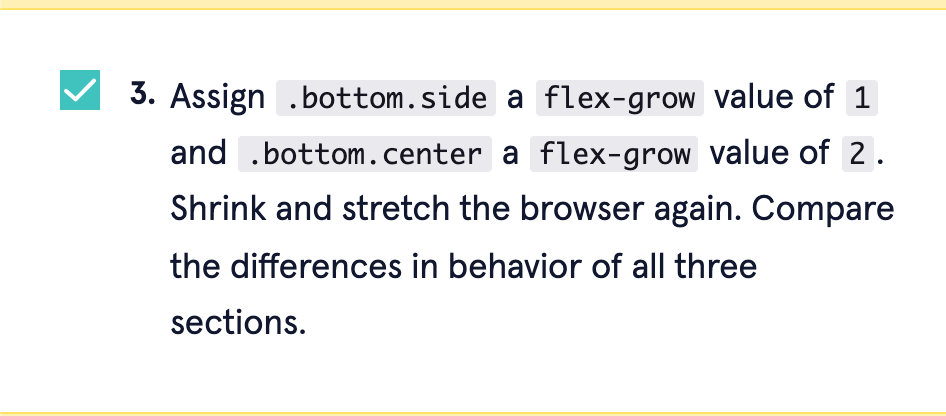 3. Assign .bottom.side a flex-grow value of 1
and .bottom.center a flex-grow value of 2.
Shrink and stretch the browser again. Compare
the differences in behavior of all three
sections.